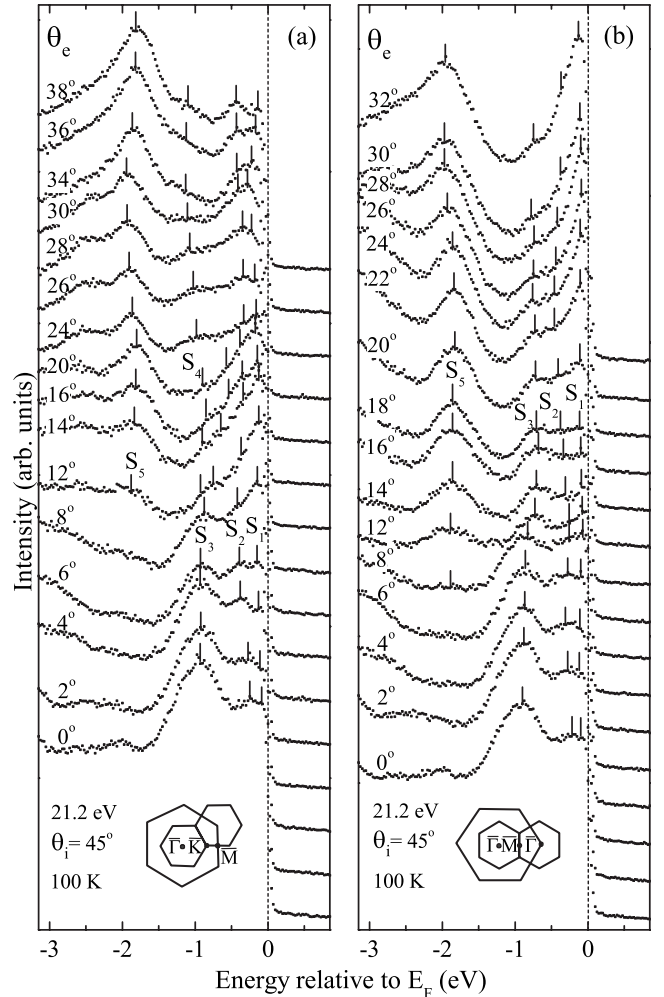 θe (a)
38°
36°
34°
30°
28°
26°
24°
20°
S4
16°
14°
S5
12°
8°
S3 S2 S1
6°
4°
2°
0°
21.2 eV
θi = 45°
100 K
Γ̅ K̅
M̅
-3 -2 -1 0
θe (b)
32°
30°
28°
26°
24°
22°
20°
S5
S3 S2 S1
18°
16°
14°
12°
8°
6°
4°
2°
0°
21.2 eV
θi = 45°
100 K
Γ̅ M̅ Γ̅
-3 -2 -1 0
Intensity (arb. units)
Energy relative to EF (eV)